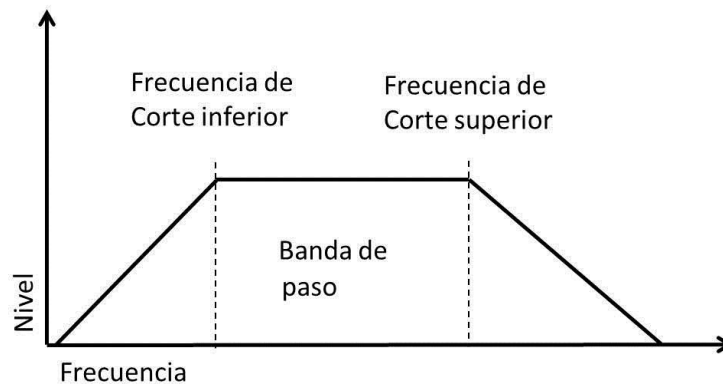 Frecuencia de
Corte inferior
Frecuencia de
Corte superior
Banda de
paso
Nivel
Frecuencia